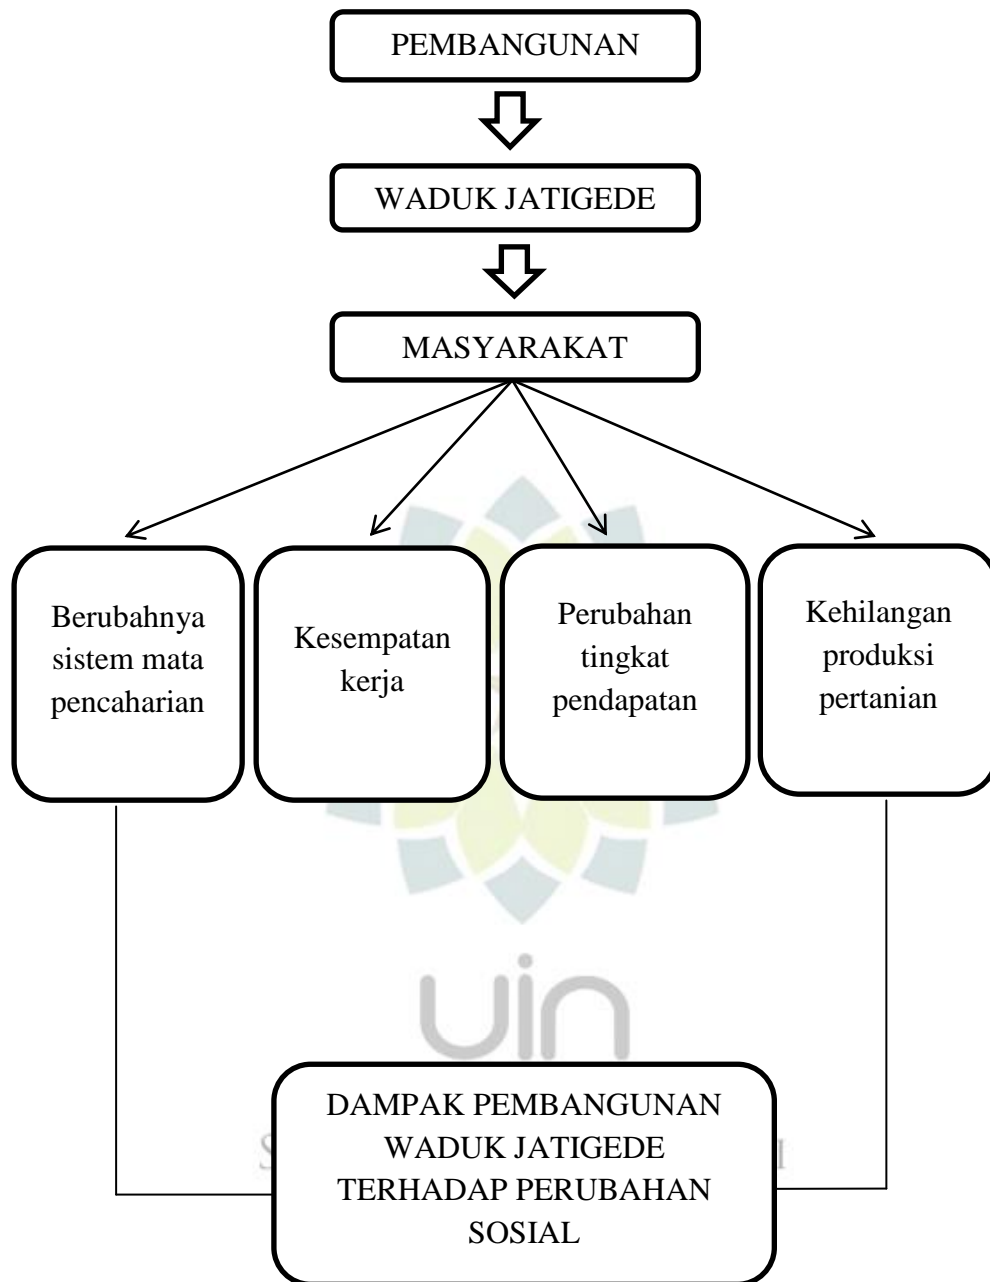 PEMBANGUNAN
WADUK JATIGEDE
MASYARAKAT
Berubahnya
sistem mata
pencaharian
Kesempatan
kerja
Perubahan
tingkat
pendapatan
Kehilangan
produksi
pertanian
uin
DAMPAK PEMBANGUNAN
WADUK JATIGEDE
TERHADAP PERUBAHAN
SOSIAL